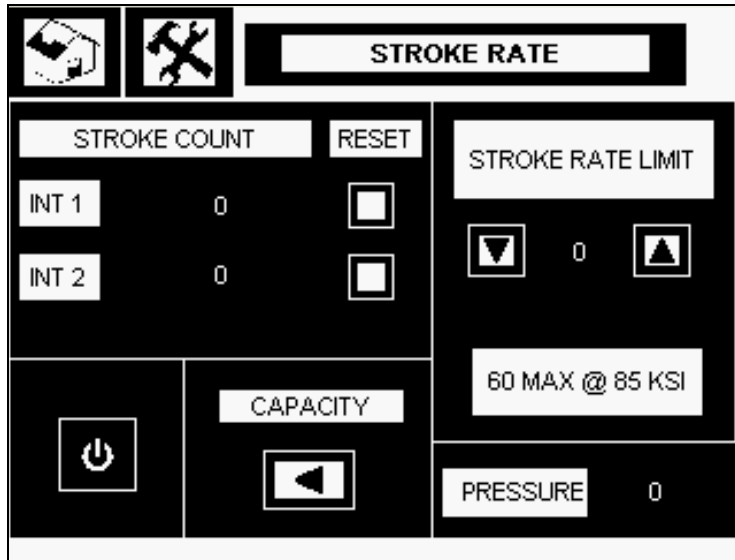 STROKE RATE
STROKE COUNT RESET
INT 1 0
INT 2 0
STROKE RATE LIMIT
0
60 MAX @ 85 KSI
CAPACITY
PRESSURE 0